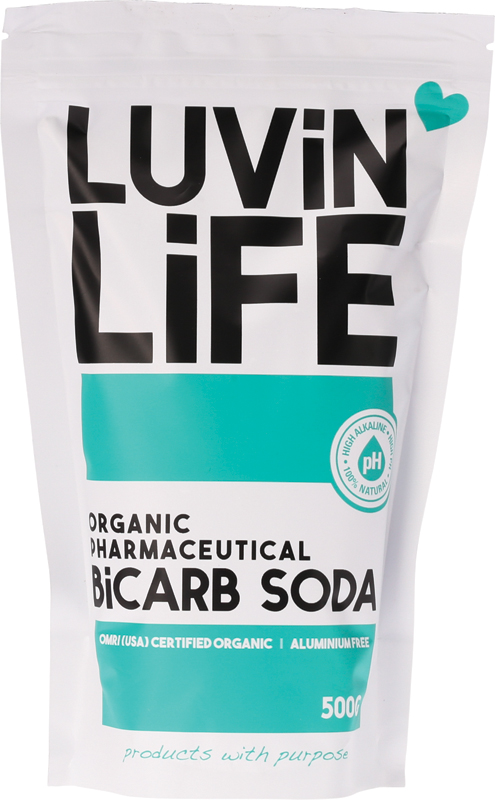 LUViN
LiFE
• HIGH ALKALINE •
pH
100% NATURAL
ORGANIC
PHARMACEUTICAL
BiCARB SODA
OMRI (USA) CERTIFIED ORGANIC | ALUMINIUM FREE
500G
products with purpose